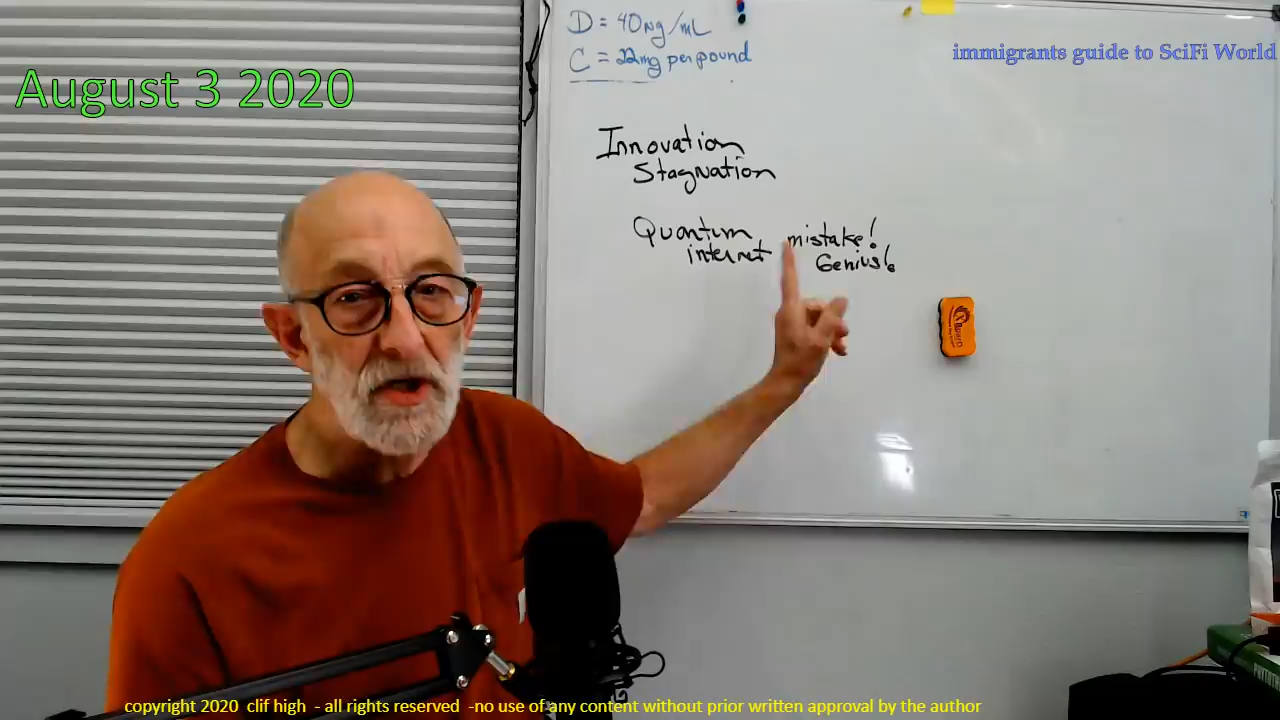 D = 40ng/mL
C = 22mg per pound
immigrants guide to SciFi World
August 3 2020
Innovation
Stagnation
Quantum mistake!
internet Genius!
copyright 2020 clif high - all rights reserved -no use of any content without prior written approval by the author